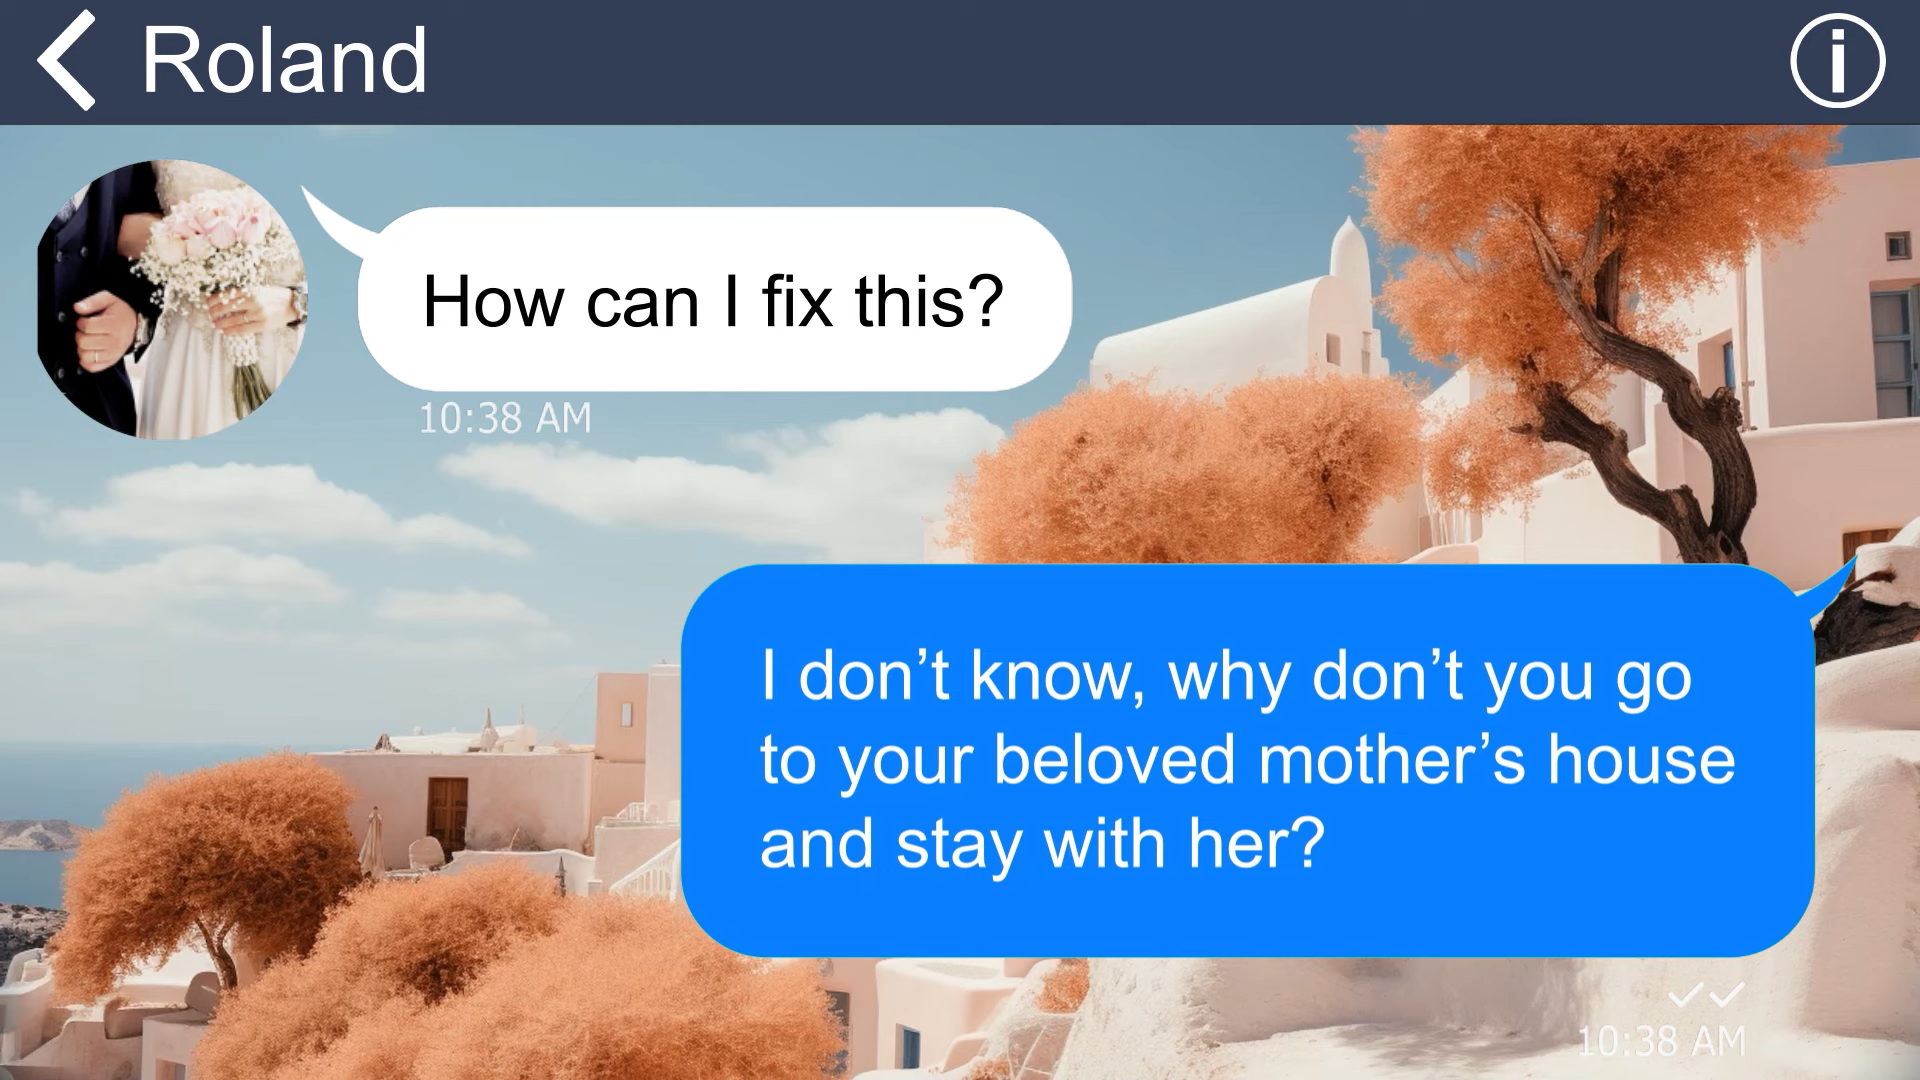 Roland
How can I fix this?
10:38 AM
I don’t know, why don’t you go
to your beloved mother’s house
and stay with her?
10:38 AM